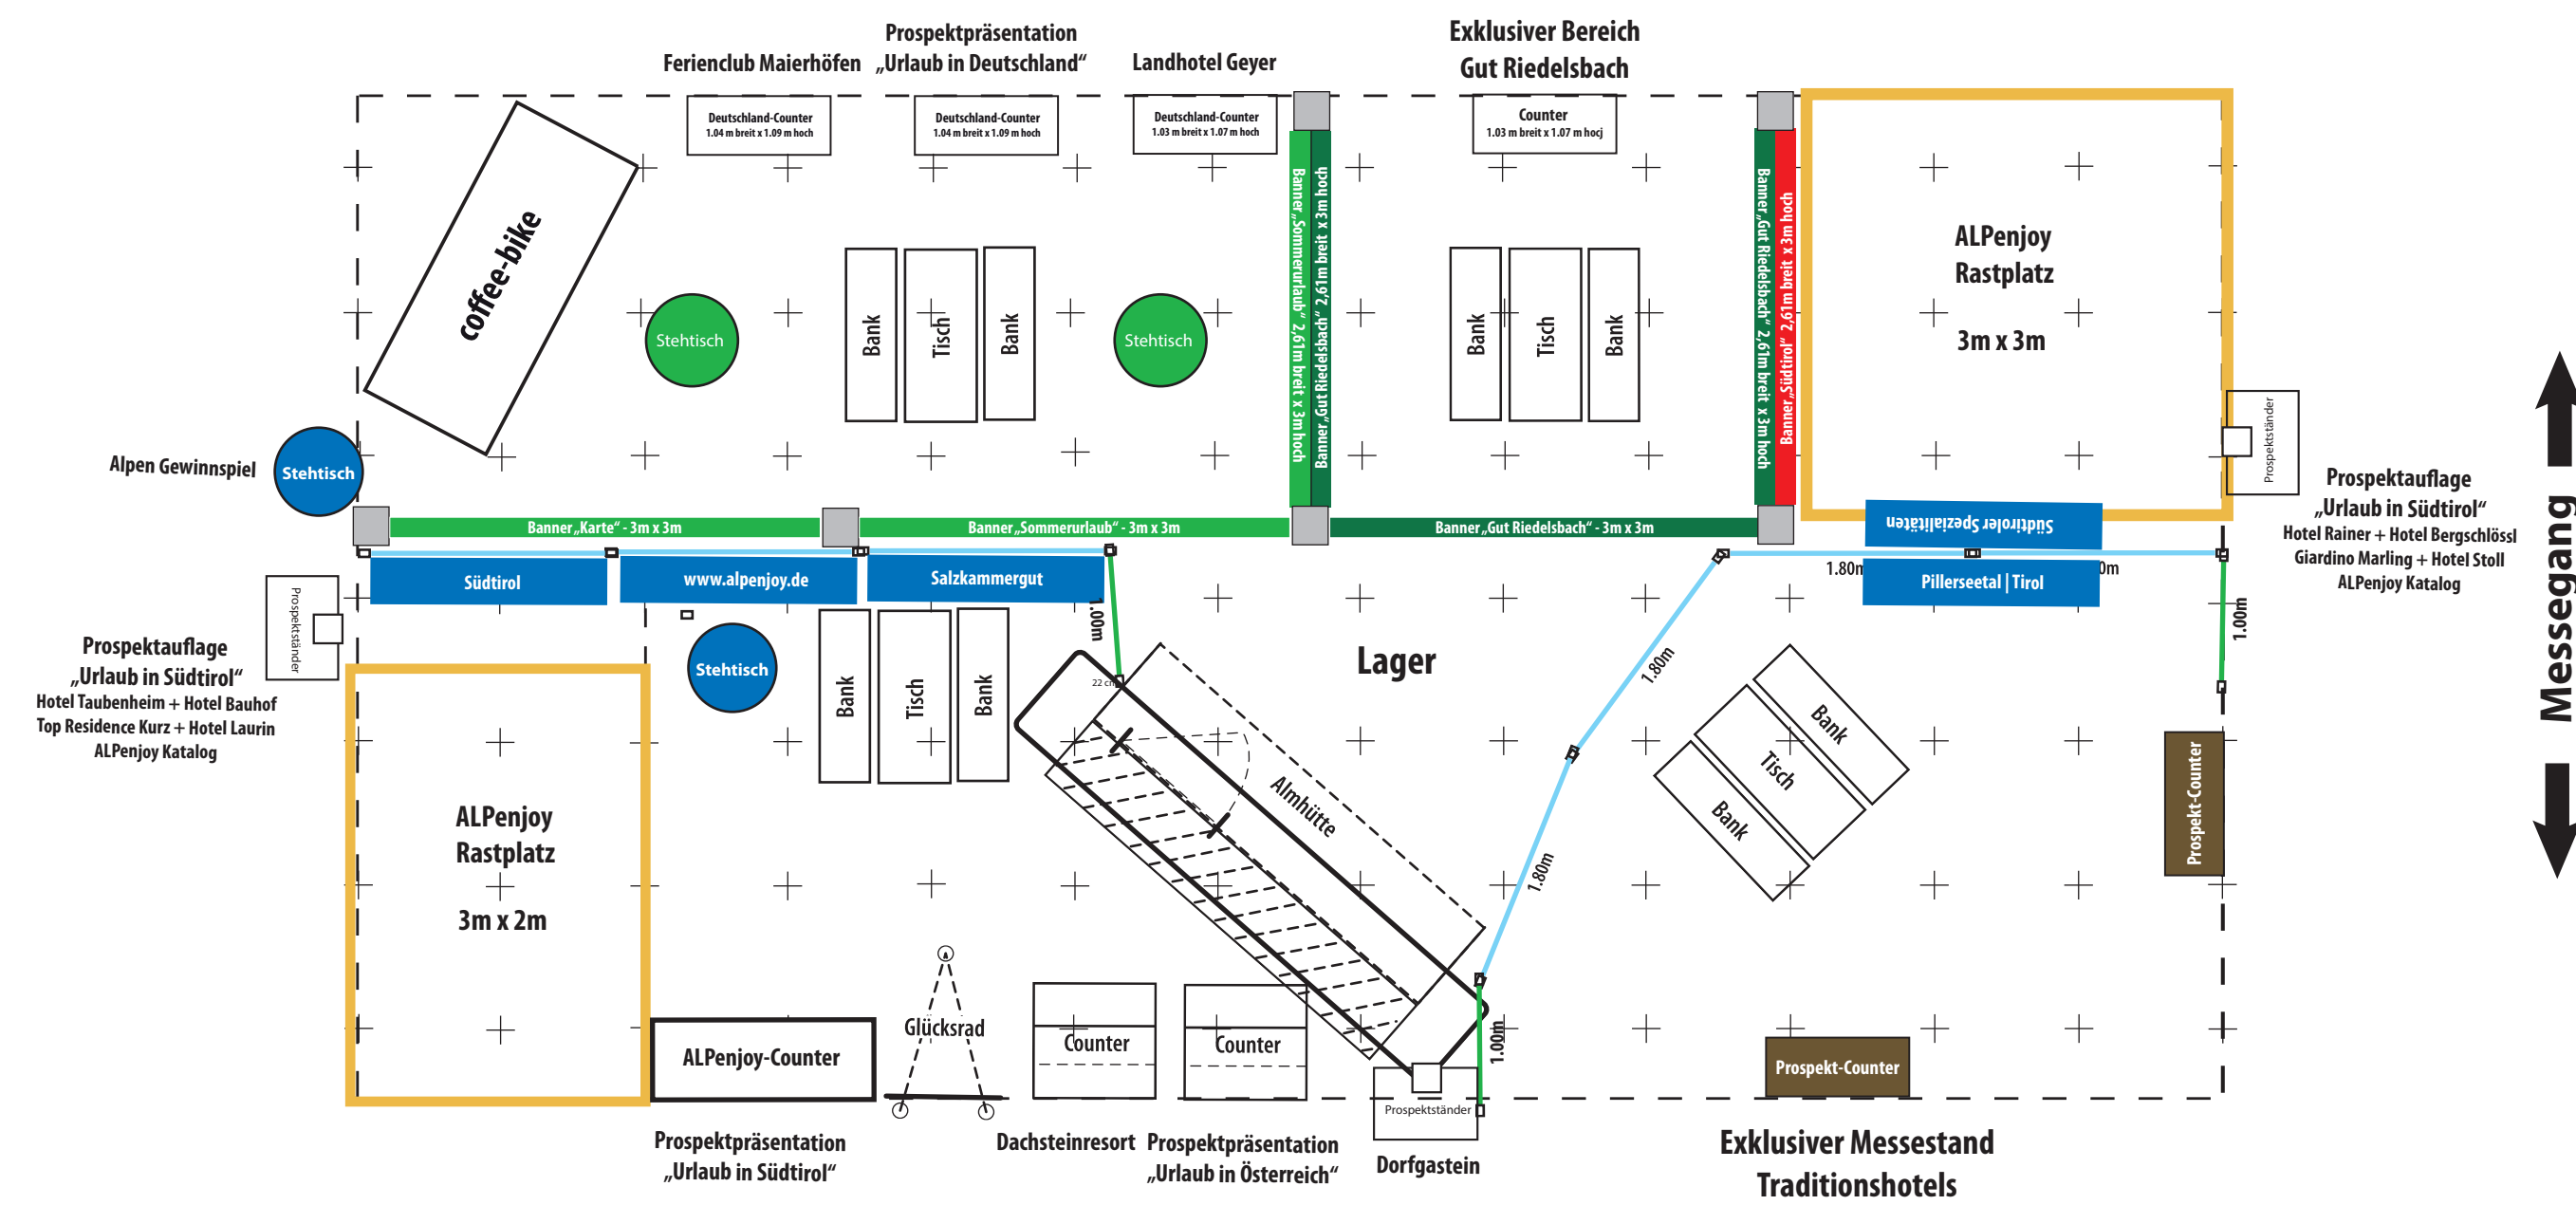 Prospektpräsentation
„Urlaub in Deutschland“
Ferienclub Maierhöfen
Landhotel Geyer
Exklusiver Bereich
Gut Riedelsbach
Deutschland-Counter
1.04 m breit x 1.09 m hoch
Deutschland-Counter
1.04 m breit x 1.09 m hoch
Deutschland-Counter
1.03 m breit x 1.07 m hoch
Counter
1.03 m breit x 1.07 m hocj
coffee-bike
Stehtisch
Bank
Tisch
Bank
Stehtisch
Banner „Sommerurlaub“ 2,61m breit x 3m hoch
Banner „Gut Riedelsbach“ 2,61m breit x 3m hoch
Bank
Tisch
Bank
Banner „Gut Riedelsbach“ 2,61m breit x 3m hoch
Banner „Südtirol“ 2,61m breit x 3m hoch
ALPenjoy
Rastplatz
3m x 3m
Prospektständer
Messegang
Alpen Gewinnspiel
Stehtisch
Prospektauflage
„Urlaub in Südtirol“
Hotel Rainer + Hotel Bergschlössl
Giardino Marling + Hotel Stoll
ALPenjoy Katalog
Banner „Karte“ - 3m x 3m
Banner „Sommerurlaub“ - 3m x 3m
Banner „Gut Riedelsbach“ - 3m x 3m
Südtiroler Spezialitäten
Südtirol
www.alpenjoy.de
Salzkammergut
1.80m
Pillerseetal | Tirol
0m
1.00m
1.00m
Prospektständer
Prospektauflage
„Urlaub in Südtirol“
Hotel Taubenheim + Hotel Bauhof
Top Residence Kurz + Hotel Laurin
ALPenjoy Katalog
Stehtisch
Bank
Tisch
Bank
22 cm
Lager
1.80m
Bank
Tisch
Bank
Almhütte
1.80m
Prospekt-Counter
ALPenjoy
Rastplatz
3m x 2m
ALPenjoy-Counter
Glücksrad
Counter
Counter
1.00m
Prospektständer
Prospekt-Counter
Prospektpräsentation
„Urlaub in Südtirol“
Dachsteinresort
Prospektpräsentation
„Urlaub in Österreich“
Dorfgastein
Exklusiver Messestand
Traditionshotels